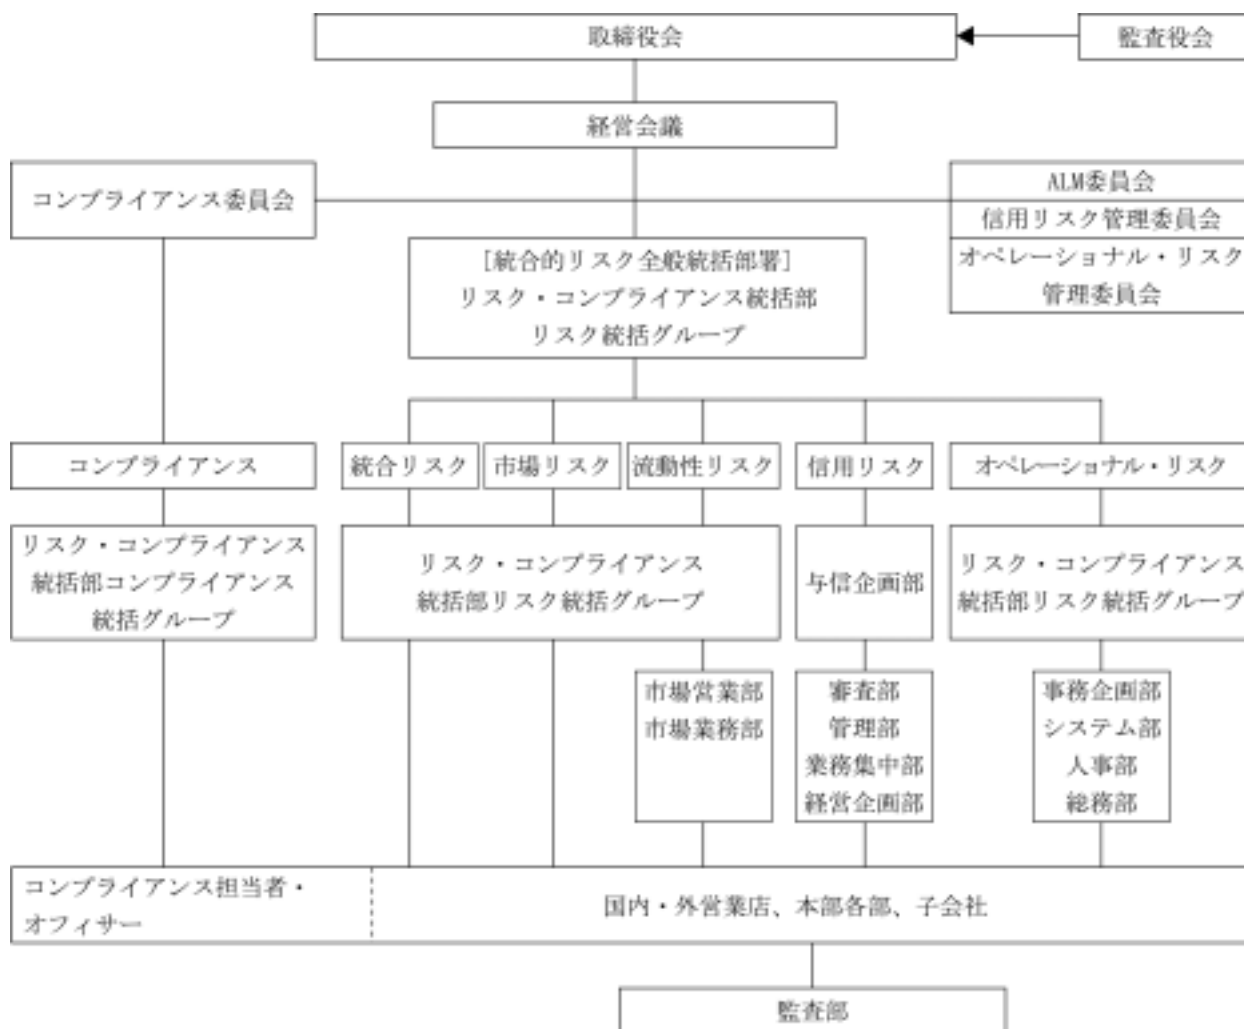 取締役会
監査役会
経営会議
コンプライアンス委員会
ALM委員会
信用リスク管理委員会
オペレーショナル・リスク
管理委員会
[統合的リスク全般統括部署]
リスク・コンプライアンス統括部
リスク統括グループ
コンプライアンス
統合リスク
市場リスク
流動性リスク
信用リスク
オペレーショナル・リスク
リスク・コンプライアンス
統括部コンプライアンス
統括グループ
リスク・コンプライアンス
統括部リスク統括グループ
与信企画部
リスク・コンプライアンス
統括部リスク統括グループ
市場営業部
市場業務部
審査部
管理部
業務集中部
経営企画部
事務企画部
システム部
人事部
総務部
コンプライアンス担当者・
オフィサー
国内・外営業店、本部各部、子会社
監査部